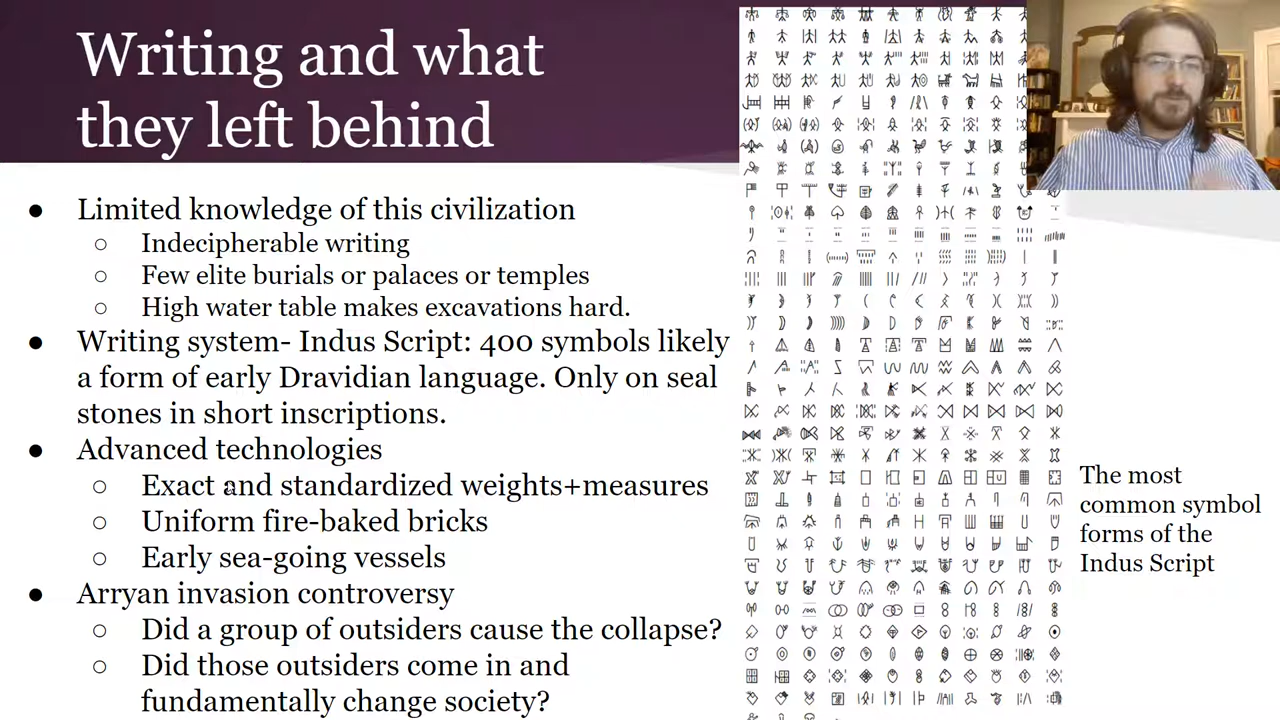 Writing and what
they left behind
● Limited knowledge of this civilization
○ Indecipherable writing
○ Few elite burials or palaces or temples
○ High water table makes excavations hard.
● Writing system- Indus Script: 400 symbols likely
a form of early Dravidian language. Only on seal
stones in short inscriptions.
● Advanced technologies
○ Exact and standardized weights+measures
○ Uniform fire-baked bricks
○ Early sea-going vessels
● Arryan invasion controversy
○ Did a group of outsiders cause the collapse?
○ Did those outsiders come in and
fundamentally change society?
The most
common symbol
forms of the
Indus Script